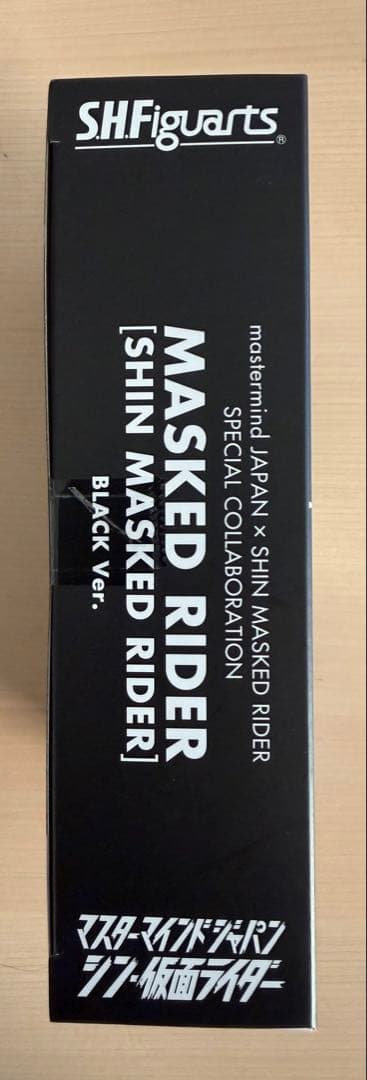 S.H.Figuarts®
mastermind JAPAN × SHIN MASKED RIDER
SPECIAL COLLABORATION
MASKED RIDER
[SHIN MASKED RIDER]
BLACK Ver.
マスターマインドジャパン
シン・仮面ライダー